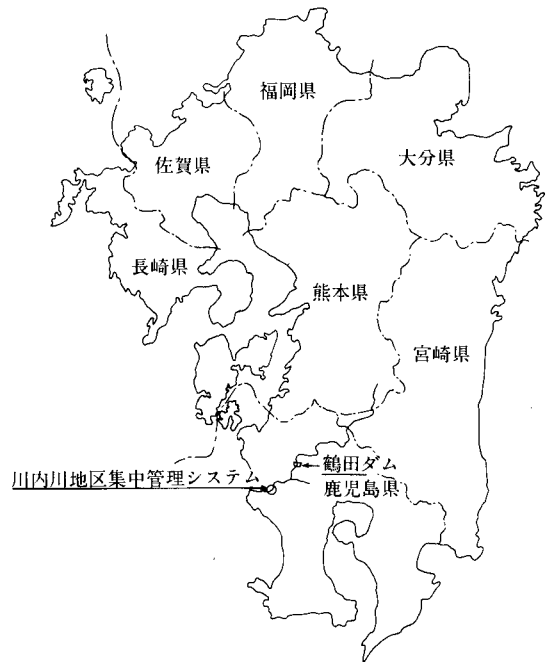 福岡県
佐賀県
大分県
長崎県
熊本県
宮崎県
川内川地区集中管理システム
鶴田ダム
鹿児島県